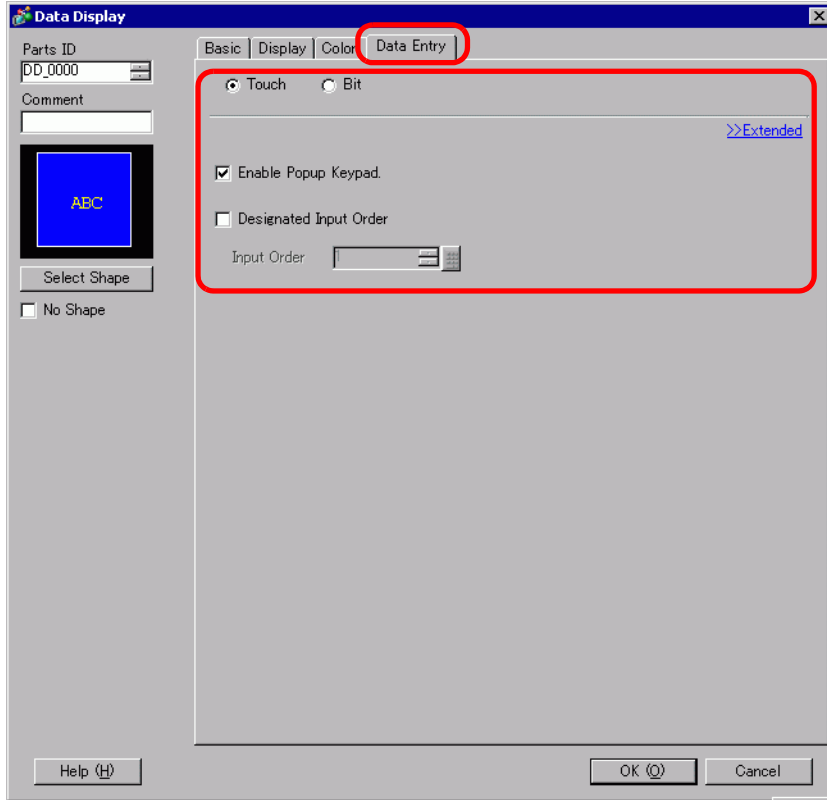 Data Display
Parts ID
DD_0000
Comment
ABC
Select Shape
No Shape
Basic Display Color Data Entry
Touch Bit
>>Extended
Enable Popup Keypad.
Designated Input Order
Input Order 1
Help (H)
OK (O) Cancel